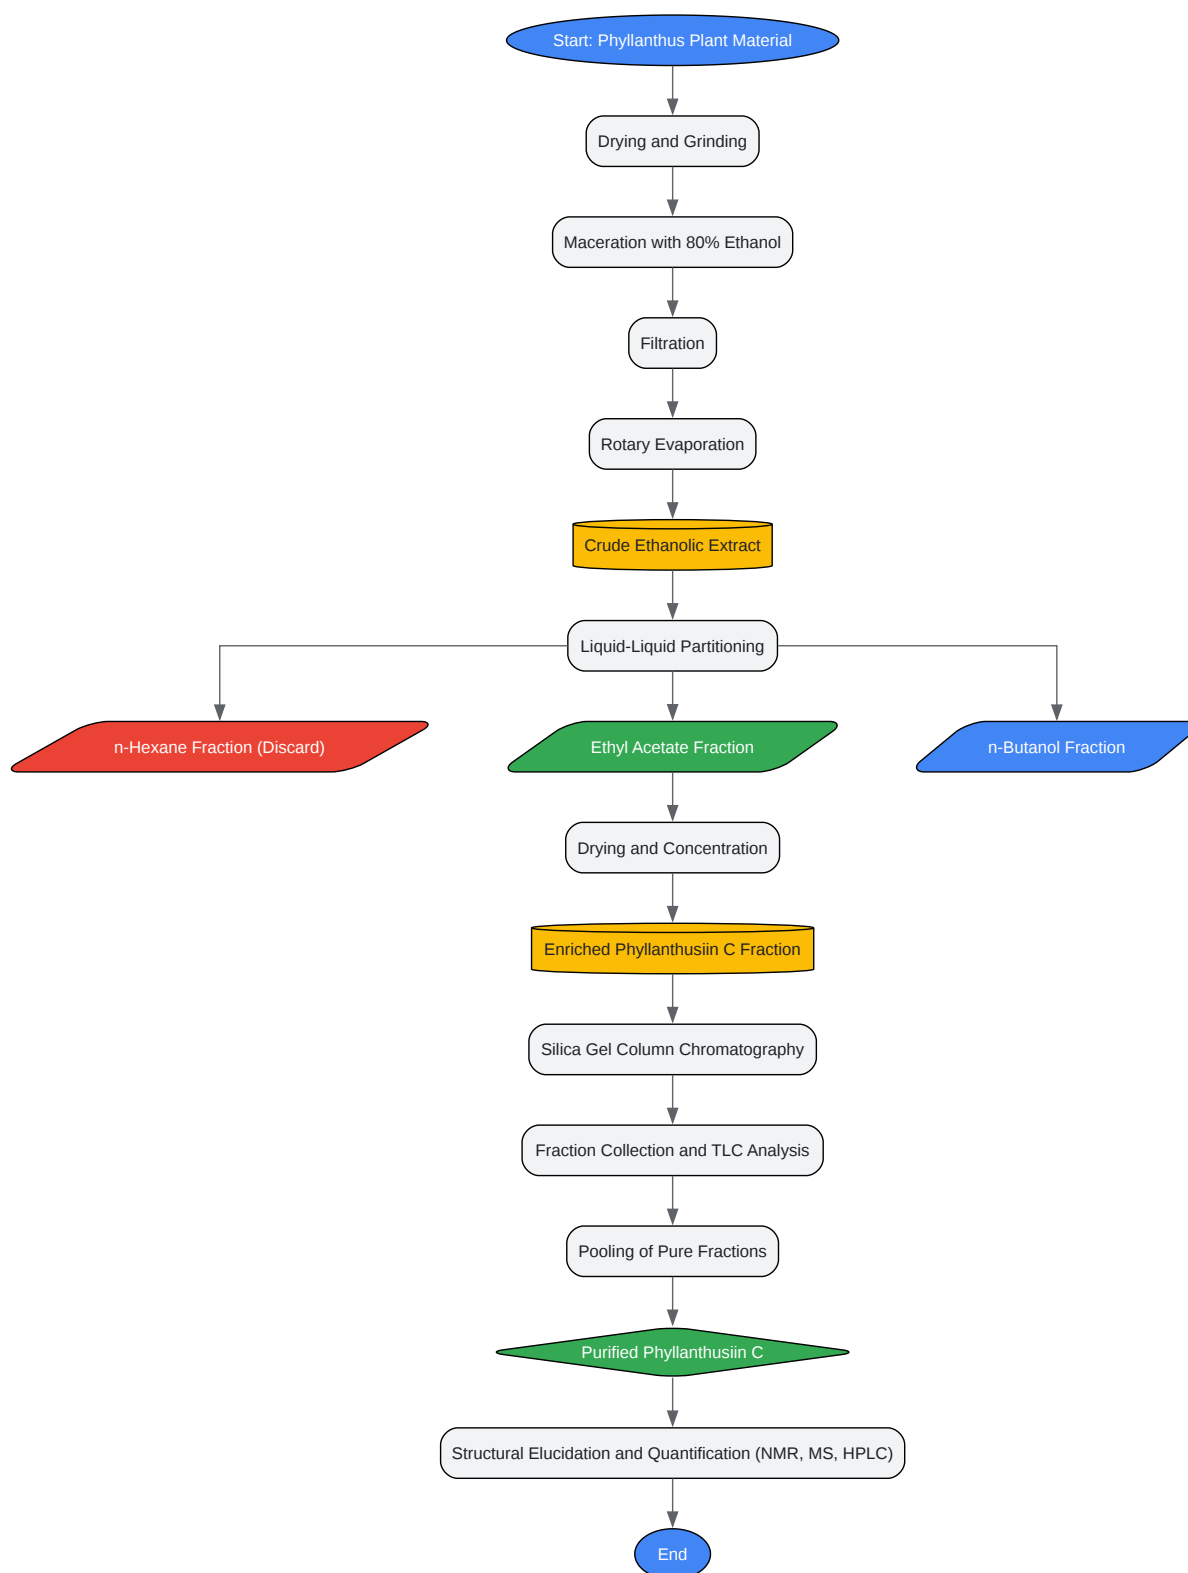 Start: Phyllanthus Plant Material
Drying and Grinding
Maceration with 80% Ethanol
Filtration
Rotary Evaporation
Crude Ethanolic Extract
Liquid-Liquid Partitioning
n-Hexane Fraction (Discard)
Ethyl Acetate Fraction
n-Butanol Fraction
Drying and Concentration
Enriched Phyllanthusiin C Fraction
Silica Gel Column Chromatography
Fraction Collection and TLC Analysis
Pooling of Pure Fractions
Purified Phyllanthusiin C
Structural Elucidation and Quantification (NMR, MS, HPLC)
End